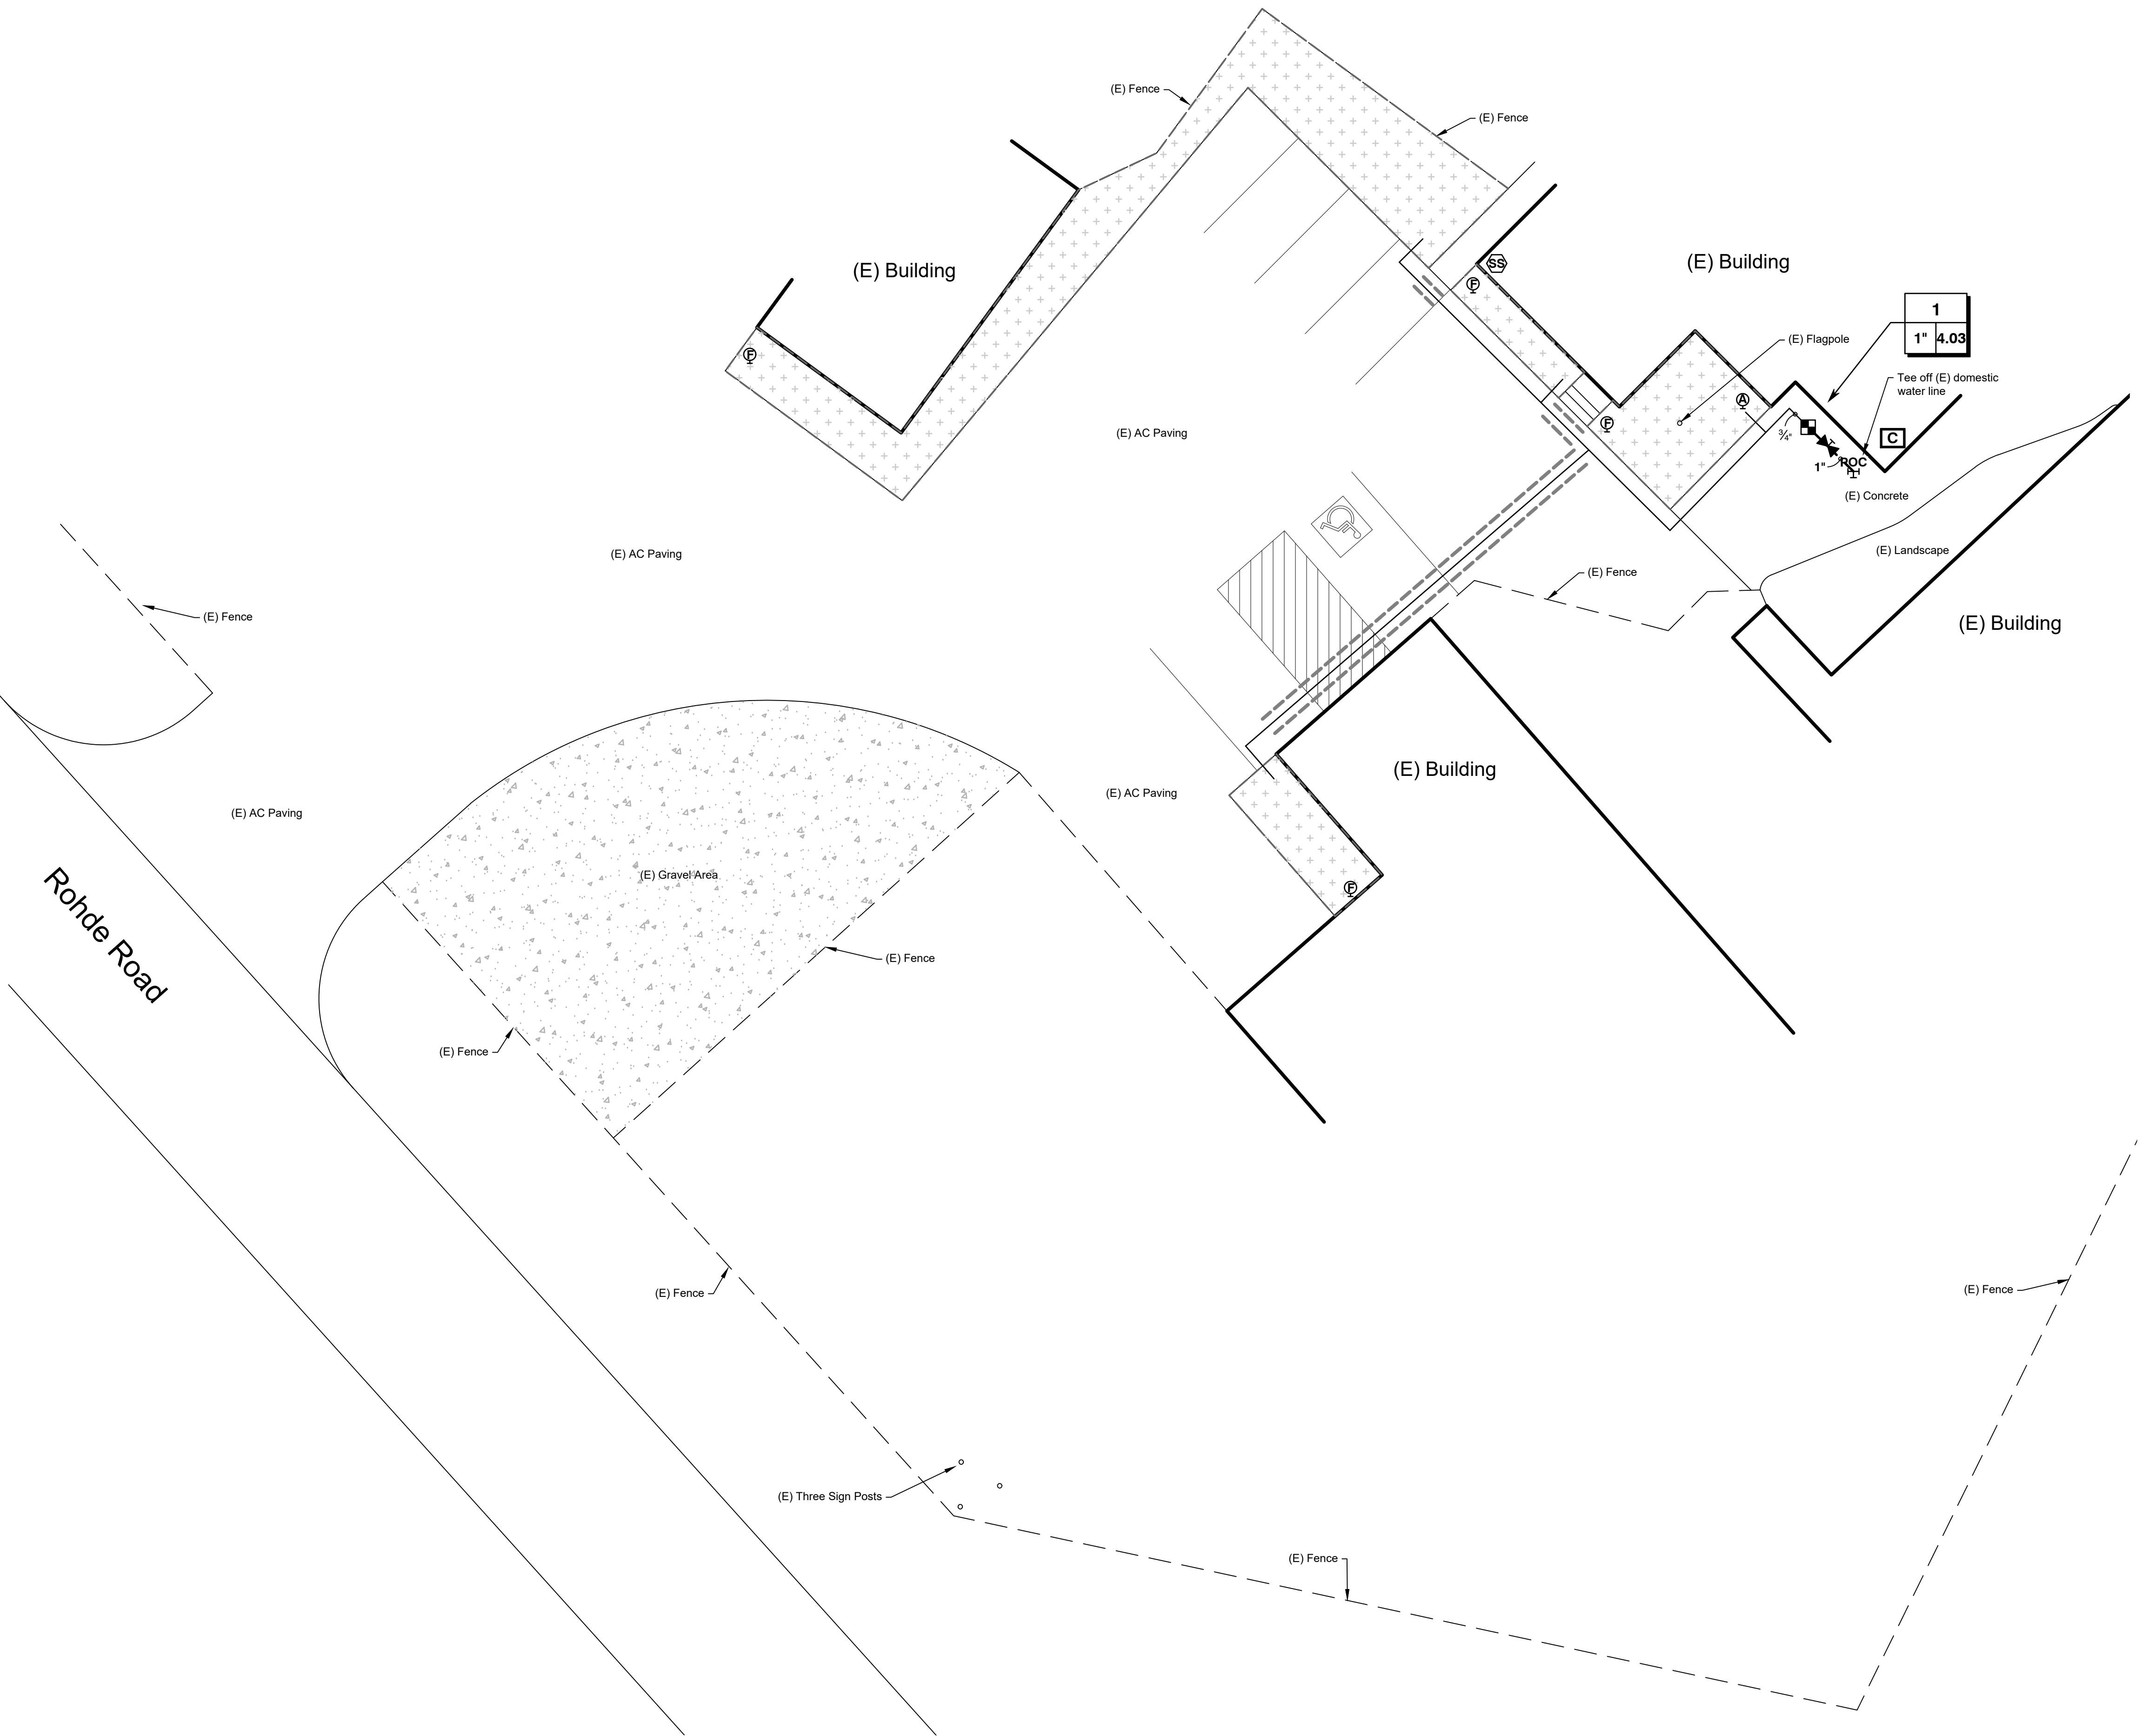 (E) Fence
(E) Fence
(E) Building
SS
(E) Building
F
1
1" 4.03
(E) Flagpole
F
Tee off (E) domestic
water line
A
F
¾"
(E) AC Paving
C
1"
POC
(E) Concrete
(E) AC Paving
(E) Landscape
(E) Fence
(E) Fence
(E) Building
(E) Building
(E) AC Paving
(E) AC Paving
(E) Gravel Area
F
Rohde Road
(E) Fence
(E) Fence
(E) Fence
(E) Fence
(E) Three Sign Posts
(E) Fence